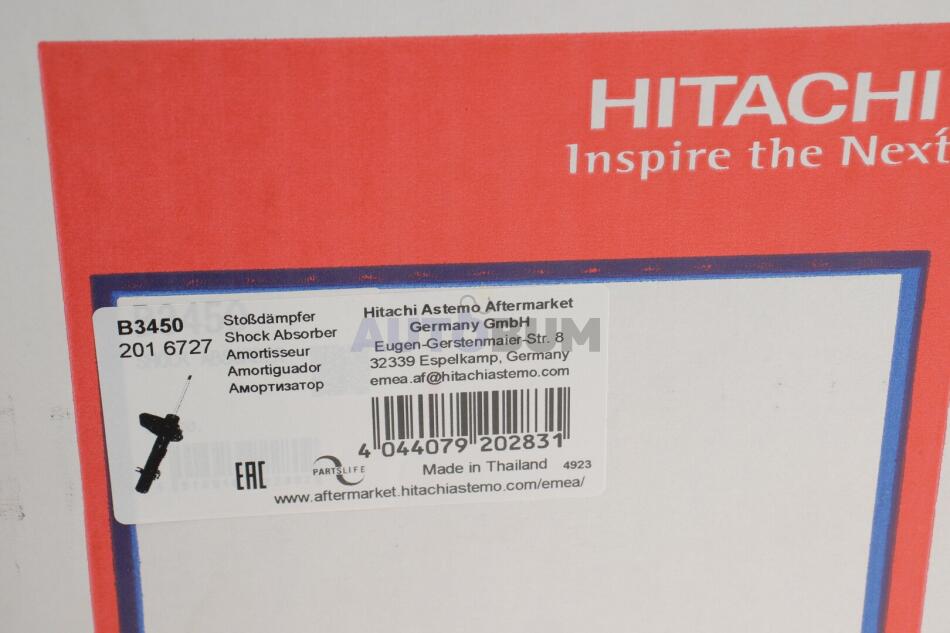 HITACHI
Inspire the Next
B3450
201 6727
Stoßdämpfer
Shock Absorber
Amortisseur
Amortiguador
Амортизатор
Hitachi Astemo Aftermarket
Germany GmbH
Eugen-Gerstenmaier-Str. 8
32339 Espelkamp, Germany
emea.af@hitachiastemo.com
AUTOBUM
4 044079 202831
EAC
PARTSLIFE
Made in Thailand 4923
www.aftermarket.hitachiastemo.com/emea/